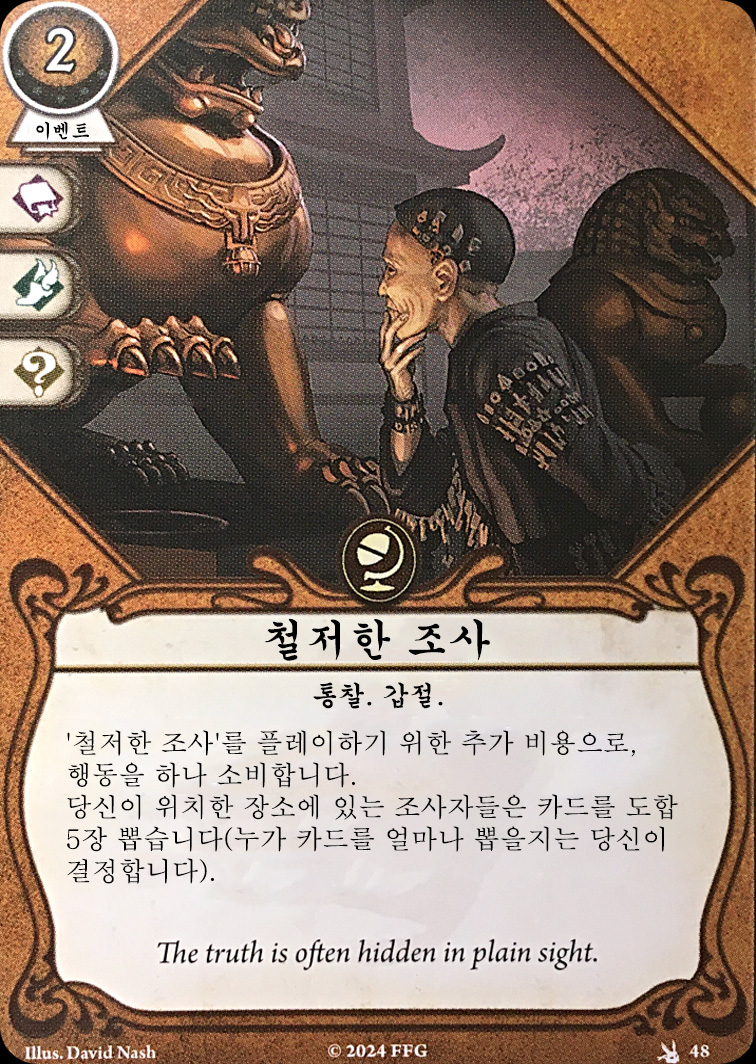 2
이벤트
?
철저한 조사
통찰. 갑절.
'철저한 조사'를 플레이하기 위한 추가 비용으로,
행동을 하나 소비합니다.
당신이 위치한 장소에 있는 조사자들은 카드를 도합
5장 뽑습니다(누가 카드를 얼마나 뽑을지는 당신이
결정합니다).
The truth is often hidden in plain sight.
Illus. David Nash
© 2024 FFG
48